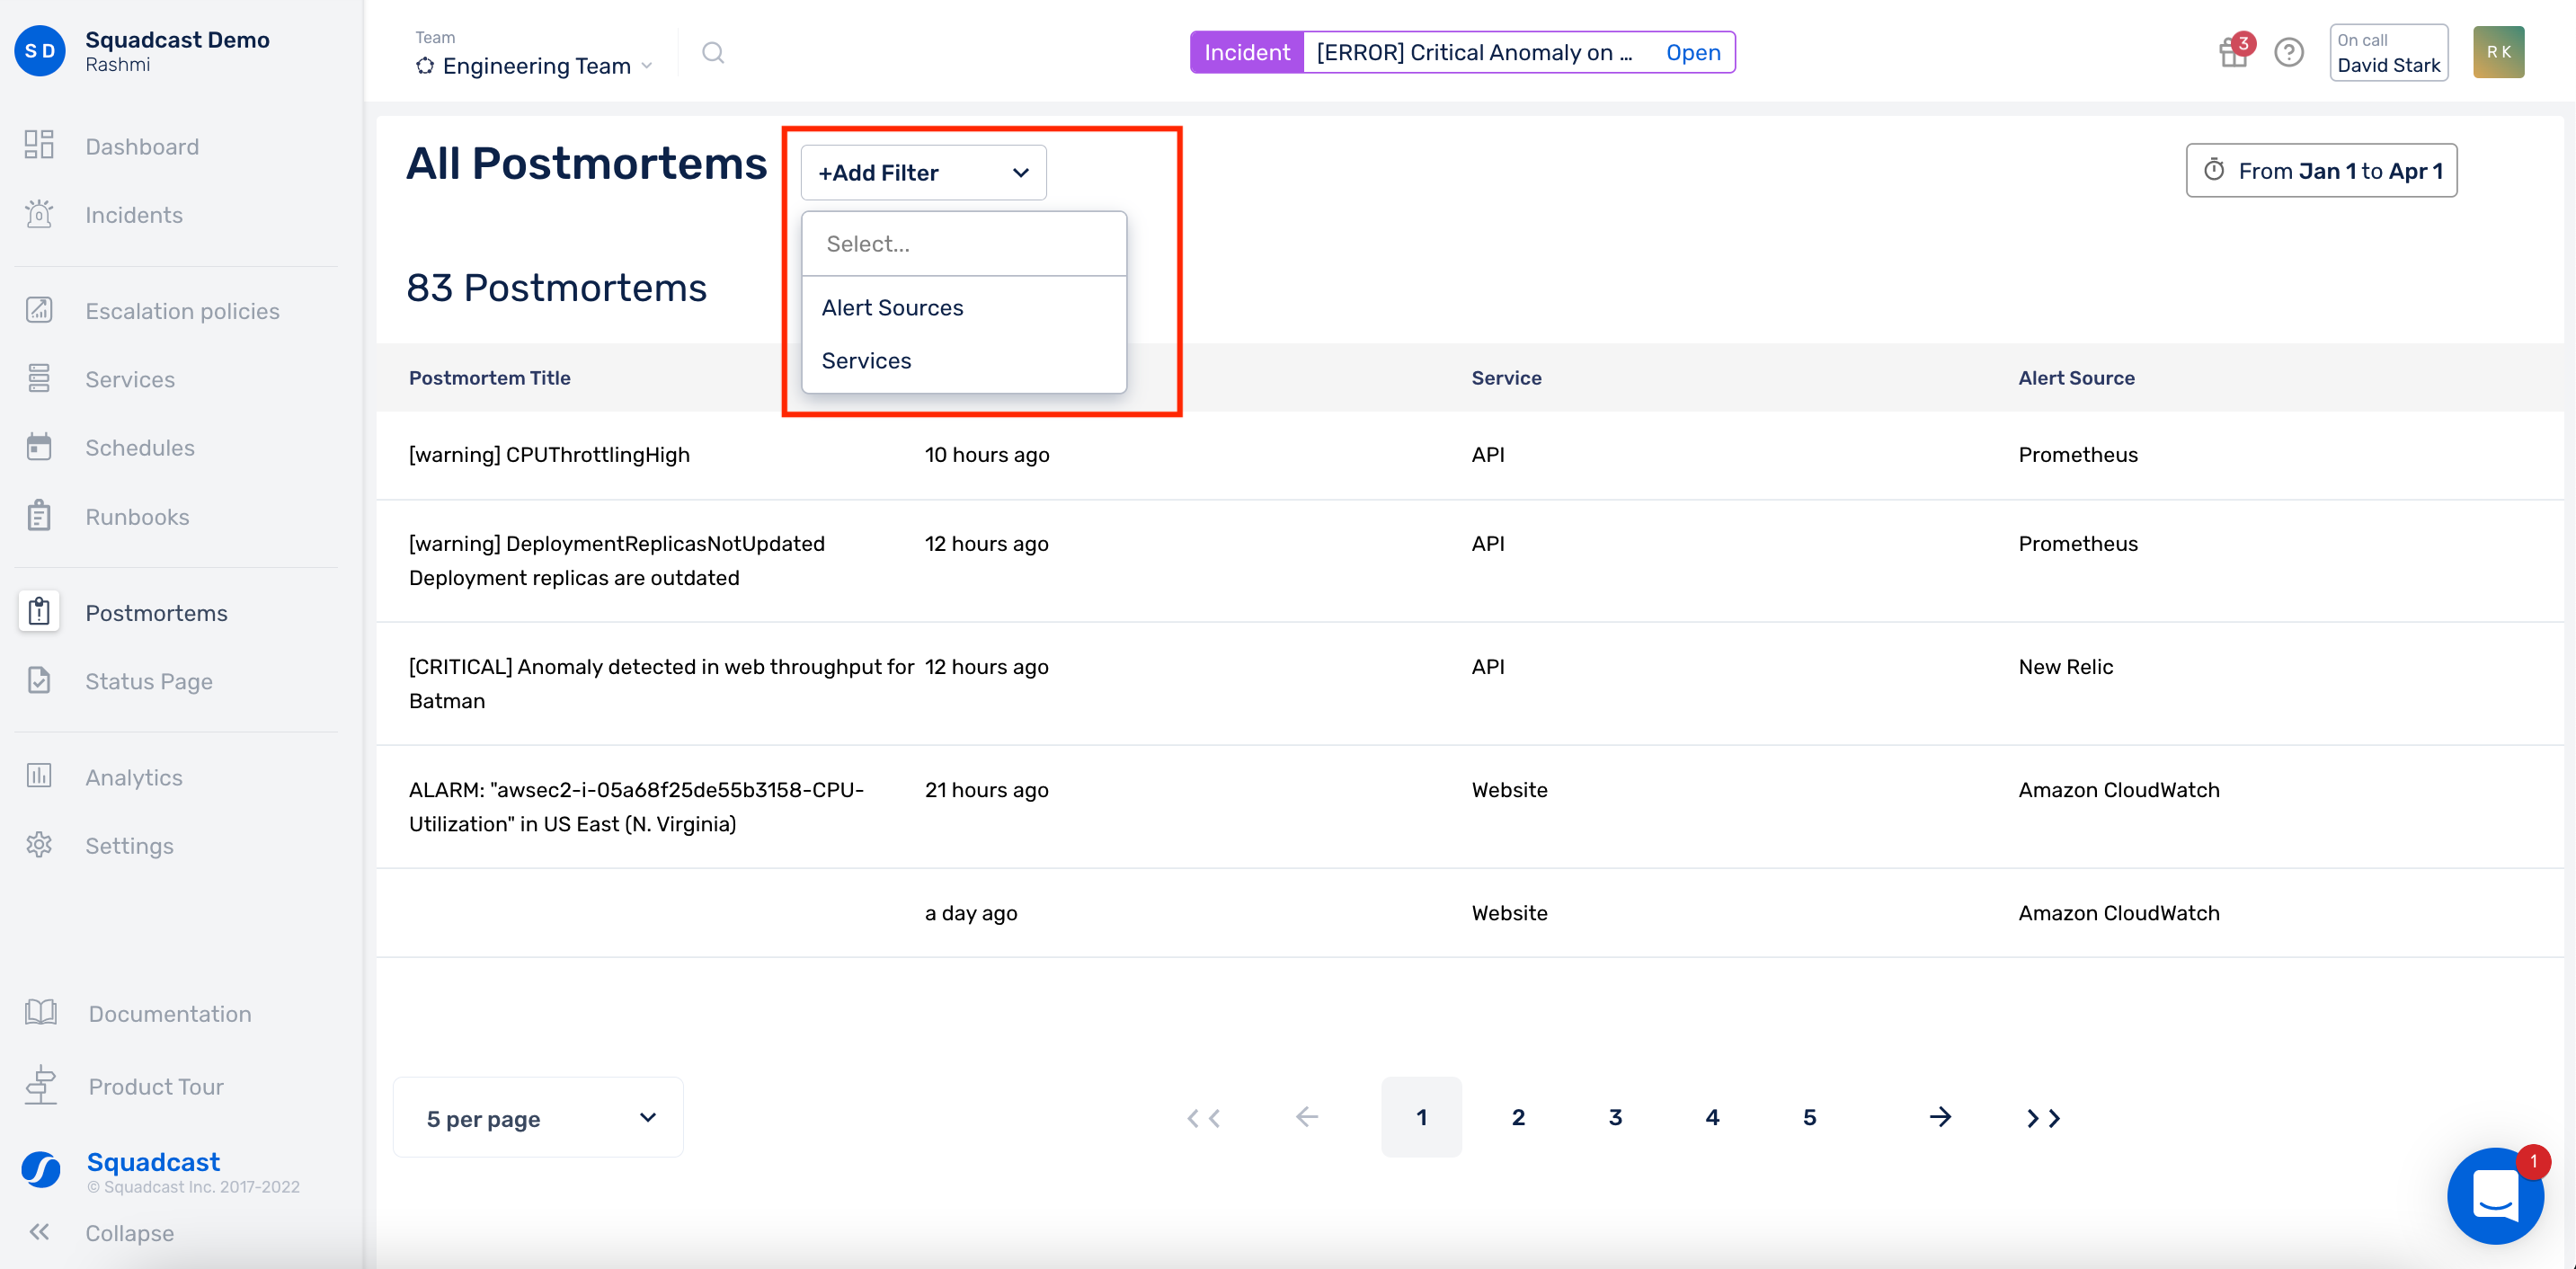 S D
Squadcast Demo
Rashmi
Dashboard
Incidents
Escalation policies
Services
Schedules
Runbooks
Postmortems
Status Page
Analytics
Settings
Documentation
Product Tour
Squadcast
© Squadcast Inc. 2017-2022
Collapse
Team
Engineering Team
Incident [ERROR] Critical Anomaly on ... Open
3
?
On call
David Stark
R K
All Postmortems
+Add Filter
Select...
Alert Sources
Services
From Jan 1 to Apr 1
83 Postmortems
Postmortem Title Service Alert Source
[warning] CPUThrottlingHigh 10 hours ago API Prometheus
[warning] DeploymentReplicasNotUpdated 12 hours ago API Prometheus
Deployment replicas are outdated
[CRITICAL] Anomaly detected in web throughput for 12 hours ago API New Relic
Batman
ALARM: "awsec2-i-05a68f25de55b3158-CPU- 21 hours ago Website Amazon CloudWatch
Utilization" in US East (N. Virginia)
a day ago Website Amazon CloudWatch
5 per page
1 2 3 4 5
1